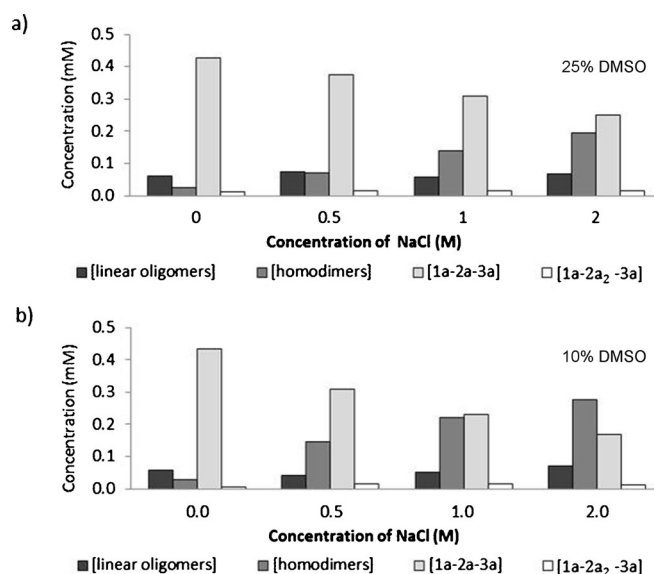 a)
0.5
0.4
0.3
0.2
0.1
0.0
Concentration (mM)
25% DMSO
0 0.5 1 2
Concentration of NaCl (M)
[linear oligomers] [homodimers] [1a-2a-3a] [1a-2a₂ -3a]
b)
0.5
0.4
0.3
0.2
0.1
0.0
Concentration (mM)
10% DMSO
0.0 0.5 1.0 2.0
Concentration of NaCl (M)
[linear oligomers] [homodimers] [1a-2a-3a] [1a-2a₂ -3a]